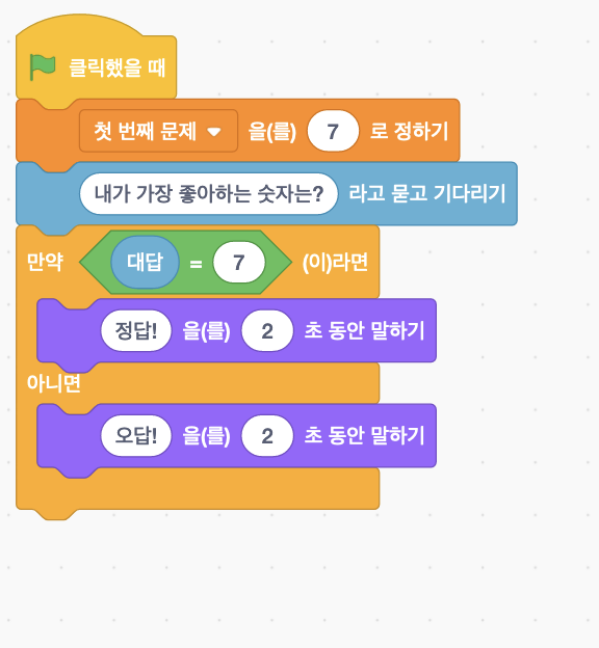 클릭했을 때
첫 번째 문제 을(를) 7 로 정하기
내가 가장 좋아하는 숫자는? 라고 묻고 기다리기
만약 대답 = 7 (이)라면
정답! 을(를) 2 초 동안 말하기
아니면
오답! 을(를) 2 초 동안 말하기